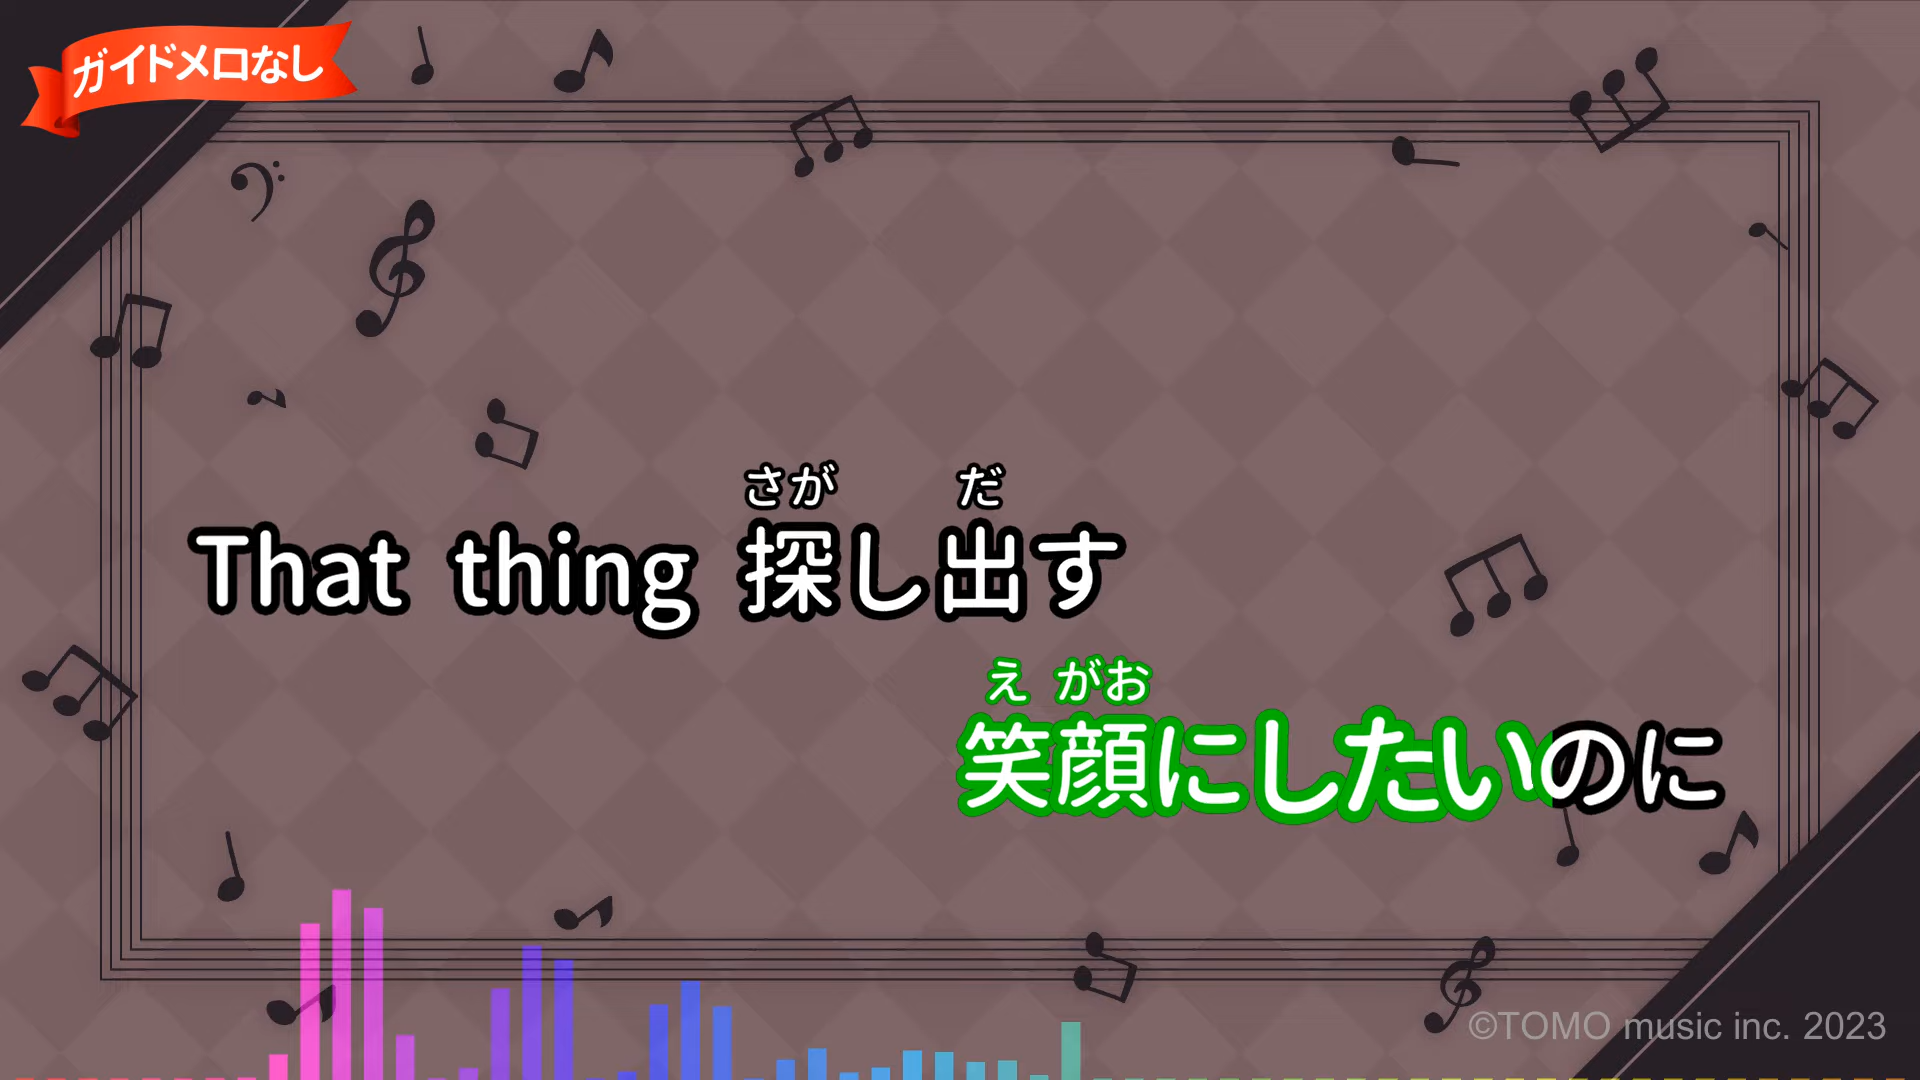 ガイドメロなし
さが だ
That thing 探し出す
え がお
笑顔にしたいのに
©TOMO music inc. 2023